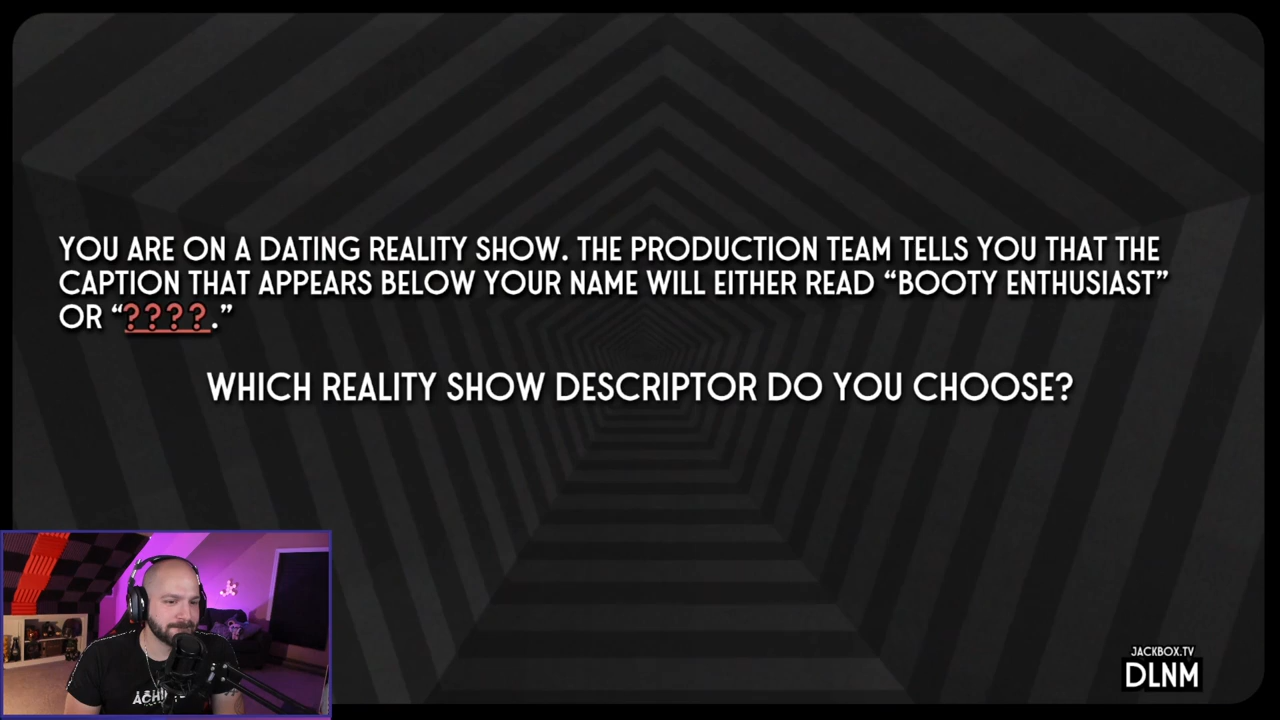 YOU ARE ON A DATING REALITY SHOW. THE PRODUCTION TEAM TELLS YOU THAT THE
CAPTION THAT APPEARS BELOW YOUR NAME WILL EITHER READ “BOOTY ENTHUSIAST”
OR “????.”
WHICH REALITY SHOW DESCRIPTOR DO YOU CHOOSE?
JACKBOX.TV
DLNM